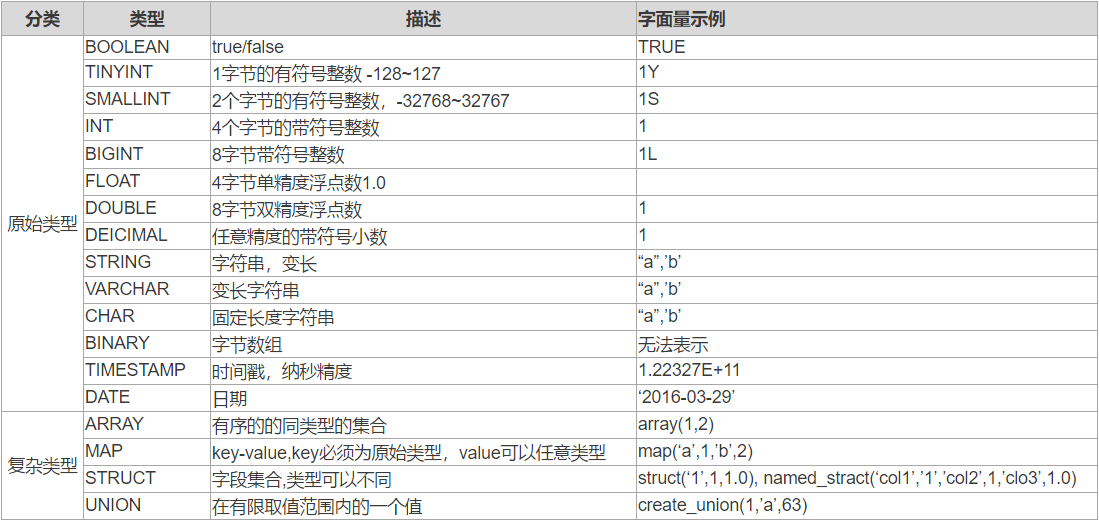 分类 类型 描述 字面量示例
BOOLEAN true/false TRUE
TINYINT 1字节的有符号整数 -128~127 1Y
SMALLINT 2个字节的有符号整数，-32768~32767 1S
INT 4个字节的带符号整数 1
BIGINT 8字节带符号整数 1L
FLOAT 4字节单精度浮点数1.0
DOUBLE 8字节双精度浮点数 1
原始类型
DEICIMAL 任意精度的带符号小数 1
STRING 字符串，变长 “a”,’b’
VARCHAR 变长字符串 “a”,’b’
CHAR 固定长度字符串 “a”,’b’
BINARY 字节数组 无法表示
TIMESTAMP 时间戳，纳秒精度 1.22327E+11
DATE 日期 ‘2016-03-29’
ARRAY 有序的的同类型的集合 array(1,2)
MAP key-value,key必须为原始类型，value可以任意类型 map(‘a’,1,’b’,2)
复杂类型
STRUCT 字段集合,类型可以不同 struct(‘1’,1,1.0), named_stract(‘col1’,’1’,’col2’,1,’clo3’,1.0)
UNION 在有限取值范围内的一个值 create_union(1,’a’,63)